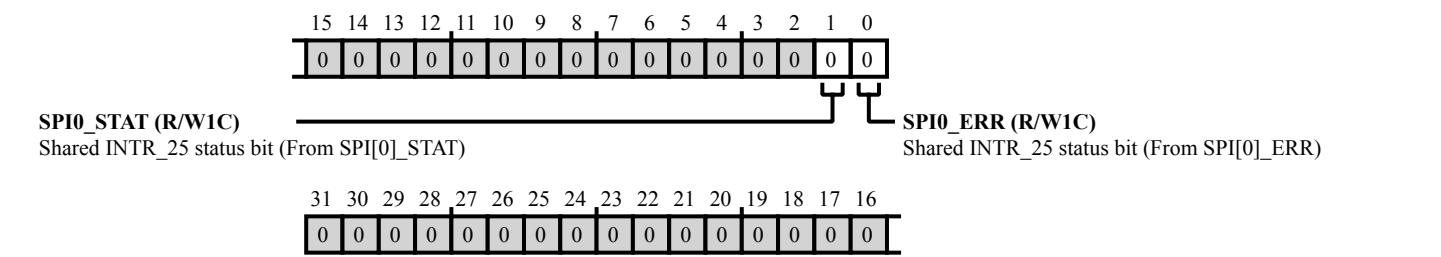 15 14 13 12 11 10 9 8 7 6 5 4 3 2 1 0
0 0 0 0 0 0 0 0 0 0 0 0 0 0 0 0
SPI0_STAT (R/W1C)
Shared INTR_25 status bit (From SPI[0]_STAT)
SPI0_ERR (R/W1C)
Shared INTR_25 status bit (From SPI[0]_ERR)
31 30 29 28 27 26 25 24 23 22 21 20 19 18 17 16
0 0 0 0 0 0 0 0 0 0 0 0 0 0 0 0